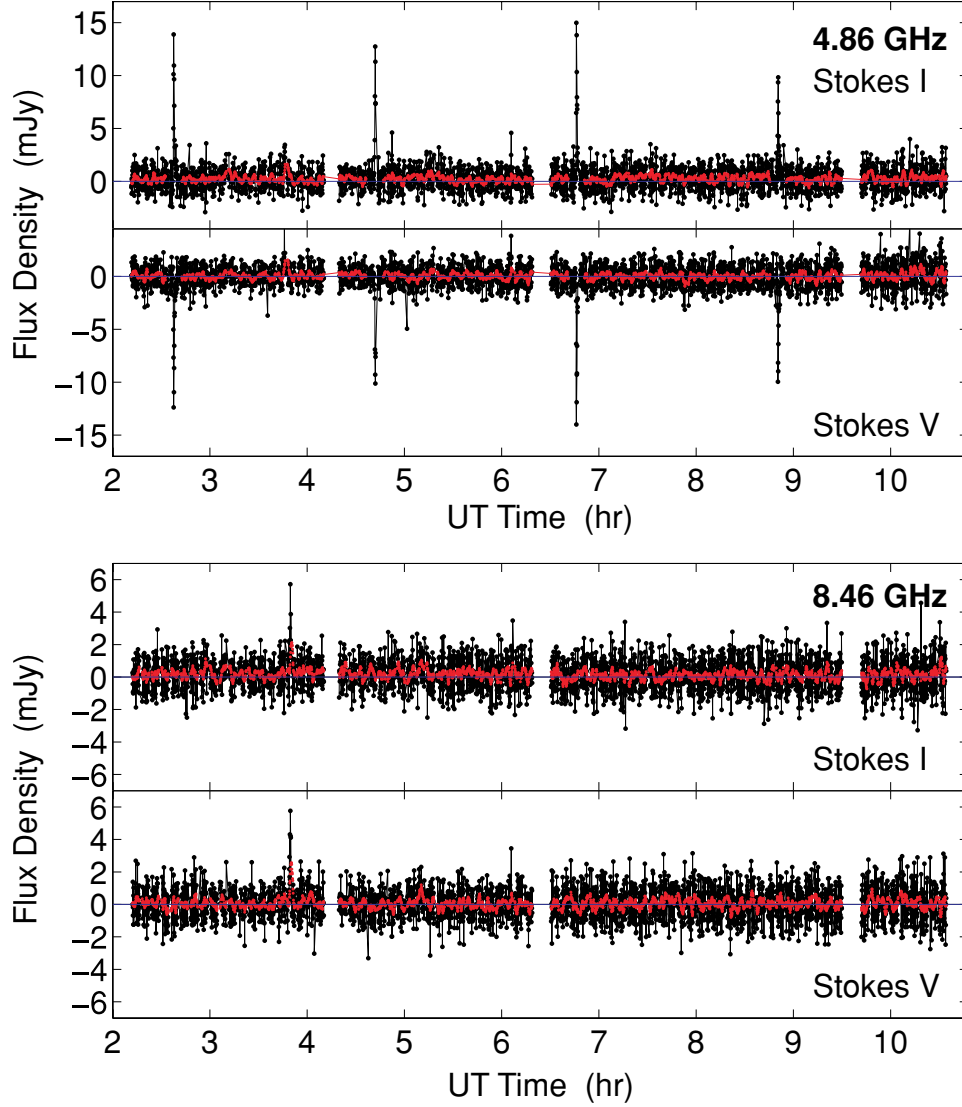 15
10
5
0
4.86 GHz
Stokes I
Flux Density (mJy)
0
−5
−10
−15
Stokes V
2 3 4 5 6 7 8 9 10
UT Time (hr)
6
4
2
0
−2
−4
−6
8.46 GHz
Stokes I
Flux Density (mJy)
6
4
2
0
−2
−4
−6
Stokes V
2 3 4 5 6 7 8 9 10
UT Time (hr)